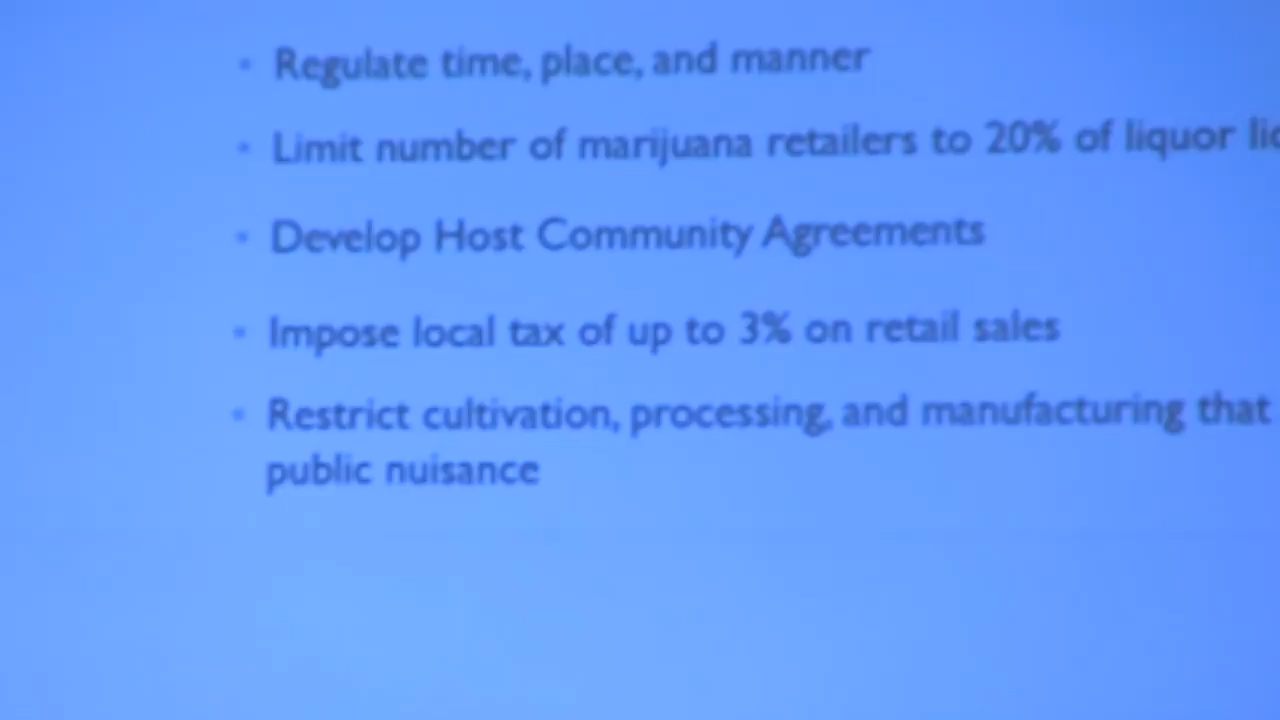 • Regulate time, place, and manner
• Limit number of marijuana retailers to 20% of liquor
• Develop Host Community Agreements
• Impose local tax of up to 3% on retail sales
• Restrict cultivation, processing, and manufacturing that
public nuisance